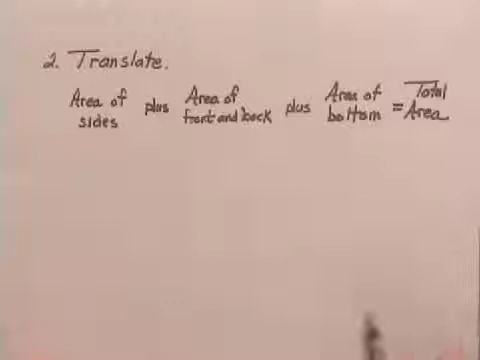 2. Translate.
Area of sides plus Area of front and back plus Area of bottom = Total Area